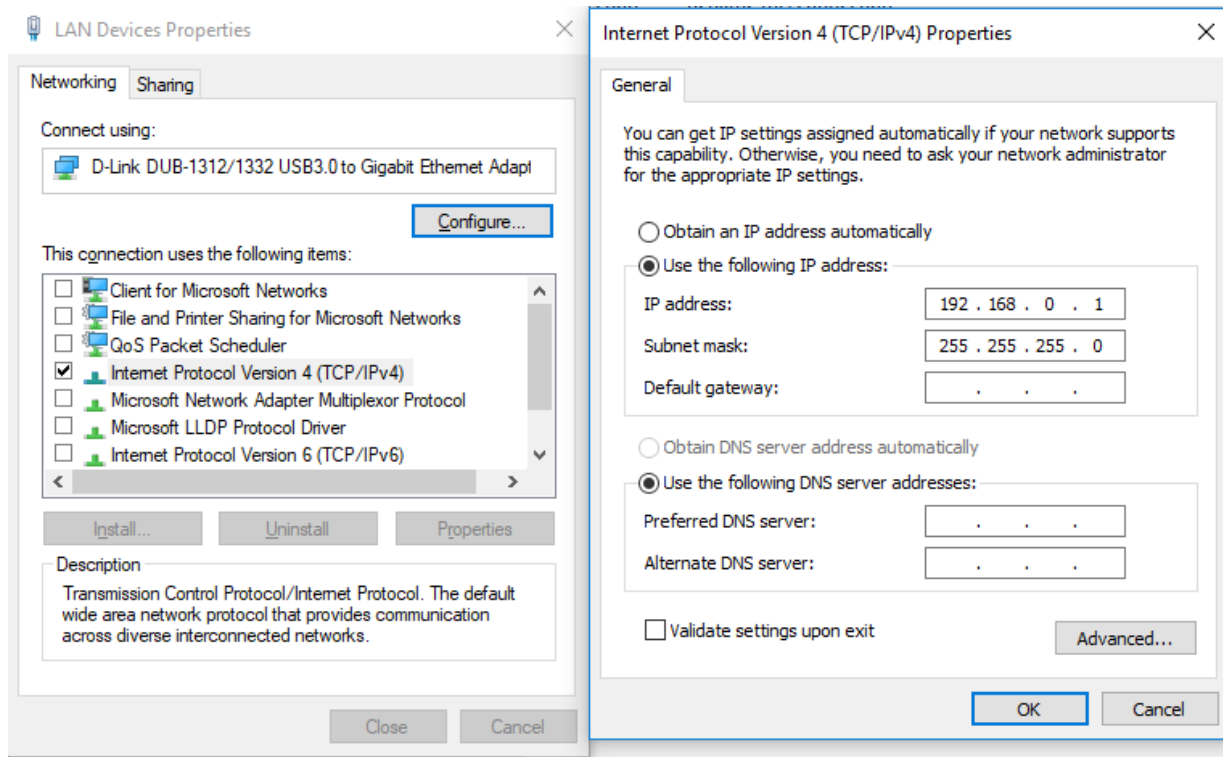 LAN Devices Properties
Networking
Sharing
Connect using:
D-Link DUB-1312/1332 USB3.0 to Gigabit Ethernet Adapt
Configure...
This connection uses the following items:
Client for Microsoft Networks
File and Printer Sharing for Microsoft Networks
QoS Packet Scheduler
Internet Protocol Version 4 (TCP/IPv4)
Microsoft Network Adapter Multiplexor Protocol
Microsoft LLDP Protocol Driver
Internet Protocol Version 6 (TCP/IPv6)
Install...
Uninstall
Properties
Description
Transmission Control Protocol/Internet Protocol. The default
wide area network protocol that provides communication
across diverse interconnected networks.
Close
Cancel
Internet Protocol Version 4 (TCP/IPv4) Properties
General
You can get IP settings assigned automatically if your network supports
this capability. Otherwise, you need to ask your network administrator
for the appropriate IP settings.
Obtain an IP address automatically
Use the following IP address:
IP address: 192 . 168 . 0 . 1
Subnet mask: 255 . 255 . 255 . 0
Default gateway: . . .
Obtain DNS server address automatically
Use the following DNS server addresses:
Preferred DNS server: . . .
Alternate DNS server: . . .
Validate settings upon exit
Advanced...
OK
Cancel